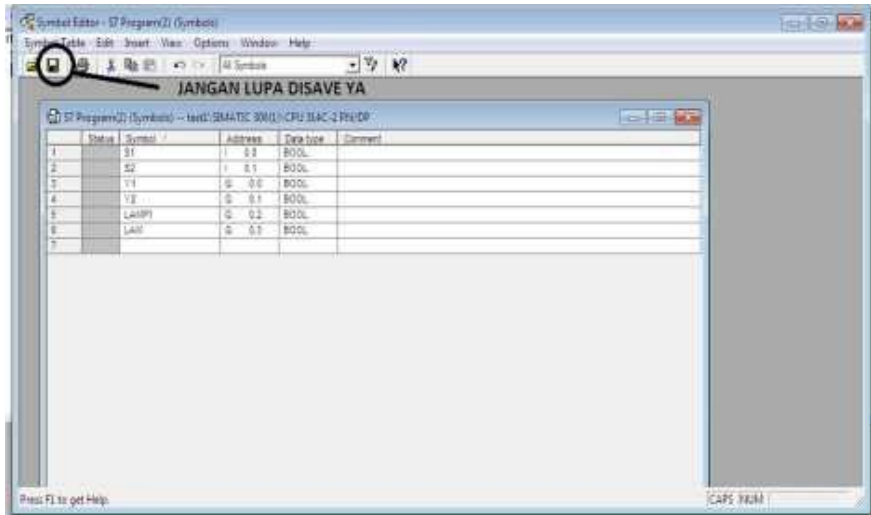 Symbol Editor - S7 Program(2) (Symbols)
Symbol Table Edit Insert View Options Window Help
All Symbols
JANGAN LUPA DISAVE YA
S7 Program(2) (Symbols) -- test1\SIMATIC 300(1)\CPU 314C-2 PN/DP
Status Symbol Address Data type Comment
1 S1 I 0.0 BOOL
2 S2 I 0.1 BOOL
3 Y1 Q 0.0 BOOL
4 Y2 Q 0.1 BOOL
5 LAMP1 Q 0.2 BOOL
6 Q 0.3 BOOL
7
Press F1 to get Help.
CAPS NUM